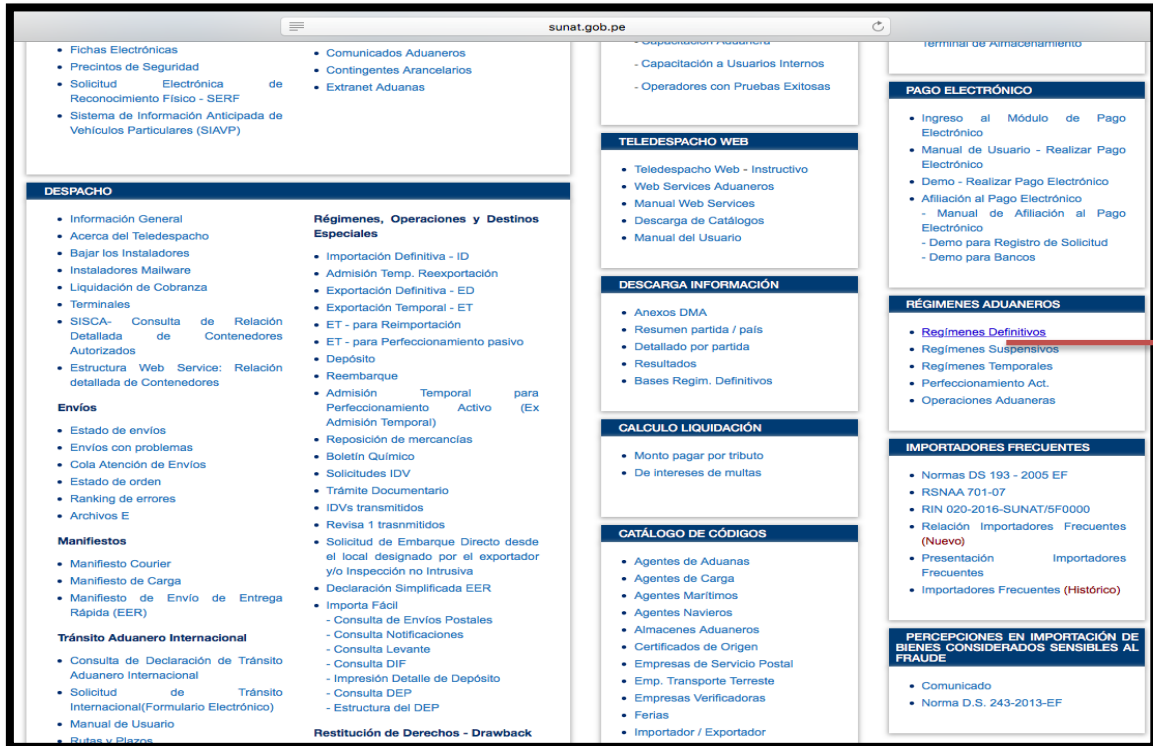 sunat.gob.pe
Fichas Electrónicas
Precintos de Seguridad
Solicitud Electrónica de
Reconocimiento Físico - SERF
Sistema de Información Anticipada de
Vehículos Particulares (SIAVP)
Comunicados Aduaneros
Contingentes Arancelarios
Extranet Aduanas
DESPACHO
Información General
Acerca del Teledespacho
Bajar los Instaladores
Instaladores Mailware
Liquidación de Cobranza
Terminales
SISCA- Consulta de Relación
Detallada de Contenedores
Autorizados
Estructura Web Service: Relación
detallada de Contenedores
Envíos
Estado de envíos
Envíos con problemas
Cola Atención de Envíos
Estado de orden
Ranking de errores
Archivos E
Manifiestos
Manifiesto Courier
Manifiesto de Carga
Manifiesto de Envío de Entrega
Rápida (EER)
Tránsito Aduanero Internacional
Consulta de Declaración de Tránsito
Aduanero Internacional
Solicitud de Tránsito
Internacional(Formulario Electrónico)
Manual de Usuario
Rutas y Plazos
Régimenes, Operaciones y Destinos
Especiales
Importación Definitiva - ID
Admisión Temp. Reexportación
Exportación Definitiva - ED
Exportación Temporal - ET
ET - para Reimportación
ET - para Perfeccionamiento pasivo
Depósito
Reembarque
Admisión Temporal para
Perfeccionamiento Activo (Ex
Admisión Temporal)
Reposición de mercancías
Boletín Químico
Solicitudes IDV
Trámite Documentario
IDVs transmitidos
Revisa 1 trasnmitidos
Solicitud de Embarque Directo desde
el local designado por el exportador
y/o Inspección no Intrusiva
Declaración Simplificada EER
Importa Fácil
- Consulta de Envíos Postales
- Consulta Notificaciones
- Consulta Levante
- Consulta DIF
- Impresión Detalle de Depósito
- Consulta DEP
- Estructura del DEP
Restitución de Derechos - Drawback
- Capacitación Aduanera
- Capacitación a Usuarios Internos
- Operadores con Pruebas Exitosas
TELEDESPACHO WEB
Teledespacho Web - Instructivo
Web Services Aduaneros
Manual Web Services
Descarga de Catálogos
Manual del Usuario
DESCARGA INFORMACIÓN
Anexos DMA
Resumen partida / país
Detallado por partida
Resultados
Bases Regim. Definitivos
CALCULO LIQUIDACIÓN
Monto pagar por tributo
De intereses de multas
CATÁLOGO DE CÓDIGOS
Agentes de Aduanas
Agentes de Carga
Agentes Marítimos
Agentes Navieros
Almacenes Aduaneros
Certificados de Origen
Empresas de Servicio Postal
Emp. Transporte Terreste
Empresas Verificadoras
Ferias
Importador / Exportador
Terminal de Almacenamiento
PAGO ELECTRÓNICO
Ingreso al Módulo de Pago
Electrónico
Manual de Usuario - Realizar Pago
Electrónico
Demo - Realizar Pago Electrónico
Afiliación al Pago Electrónico
- Manual de Afiliación al Pago
Electrónico
- Demo para Registro de Solicitud
- Demo para Bancos
RÉGIMENES ADUANEROS
Regímenes Definitivos
Regímenes Suspensivos
Regímenes Temporales
Perfeccionamiento Act.
Operaciones Aduaneras
IMPORTADORES FRECUENTES
Normas DS 193 - 2005 EF
RSNAA 701-07
RIN 020-2016-SUNAT/5F0000
Relación Importadores Frecuentes
(Nuevo)
Presentación Importadores
Frecuentes
Importadores Frecuentes (Histórico)
PERCEPCIONES EN IMPORTACIÓN DE
BIENES CONSIDERADOS SENSIBLES AL
FRAUDE
Comunicado
Norma D.S. 243-2013-EF